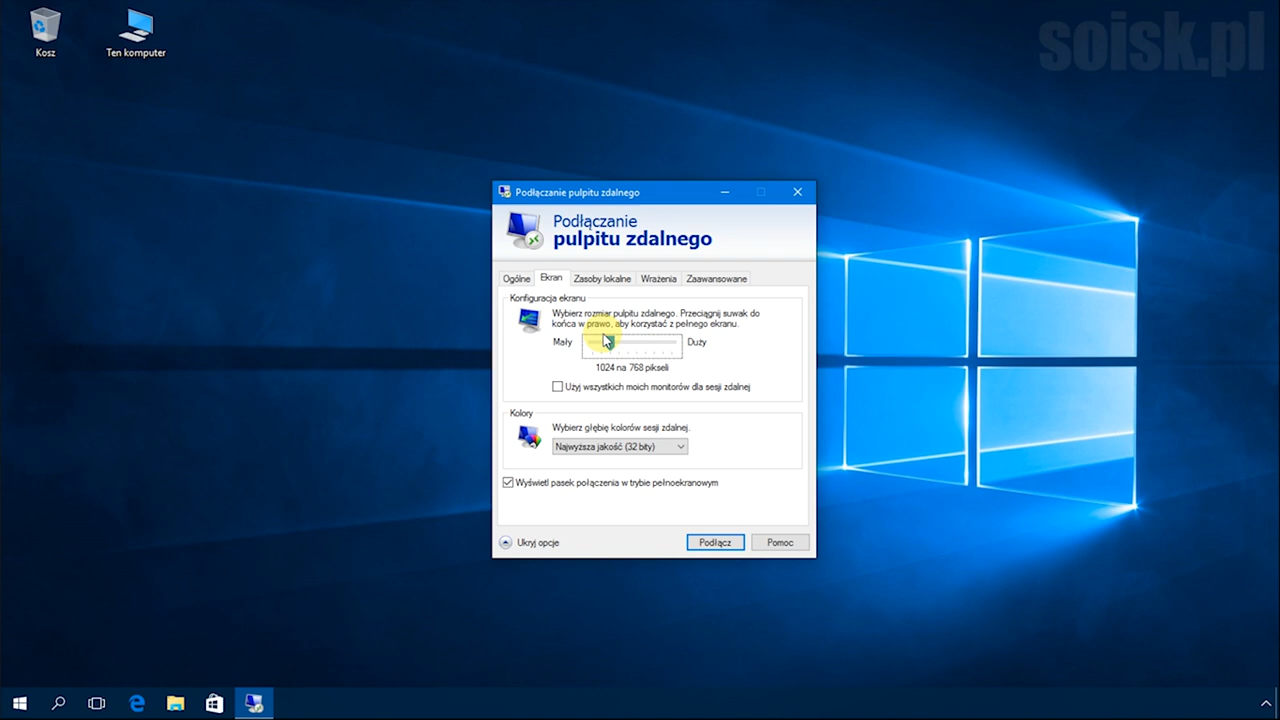 soisk.pl
Kosz
Ten komputer
Podłączanie pulpitu zdalnego
Podłączanie
pulpitu zdalnego
Ogólne Ekran Zasoby lokalne Wrażenia Zaawansowane
Konfiguracja ekranu
Wybierz rozmiar pulpitu zdalnego. Przeciągnij suwak do
końca w prawo, aby korzystać z pełnego ekranu.
Mały Duży
1024 na 768 pikseli
Użyj wszystkich moich monitorów dla sesji zdalnej
Kolory
Wybierz głębię kolorów sesji zdalnej.
Najwyższa jakość (32 bity)
Wyświetl pasek połączenia w trybie pełnoekranowym
Ukryj opcje Podłącz Pomoc